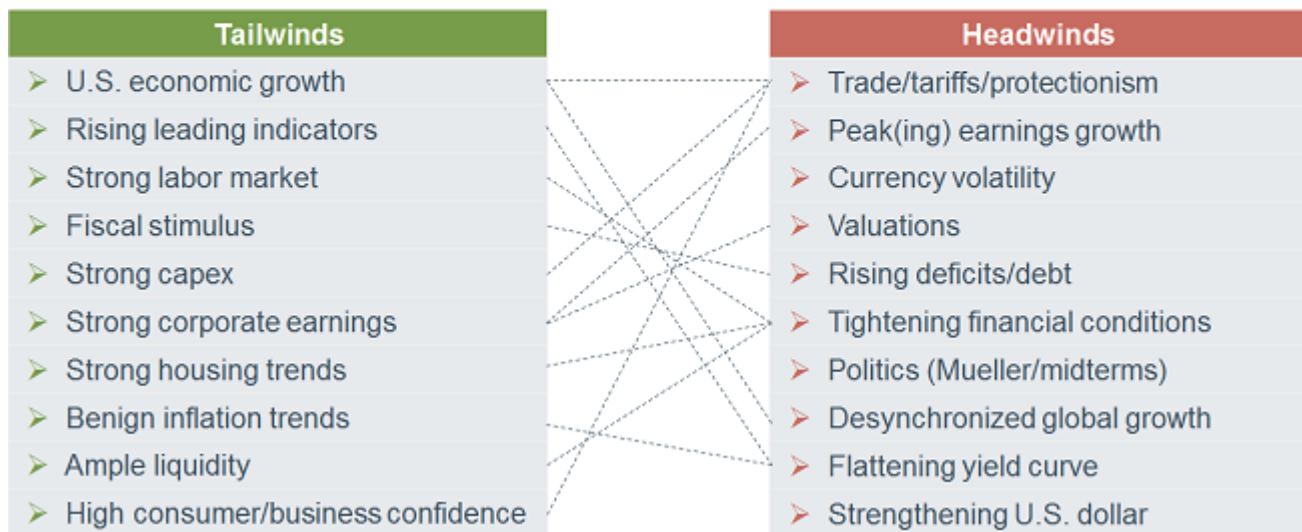 Tailwinds
U.S. economic growth
Rising leading indicators
Strong labor market
Fiscal stimulus
Strong capex
Strong corporate earnings
Strong housing trends
Benign inflation trends
Ample liquidity
High consumer/business confidence
Headwinds
Trade/tariffs/protectionism
Peak(ing) earnings growth
Currency volatility
Valuations
Rising deficits/debt
Tightening financial conditions
Politics (Mueller/midterms)
Desynchronized global growth
Flattening yield curve
Strengthening U.S. dollar